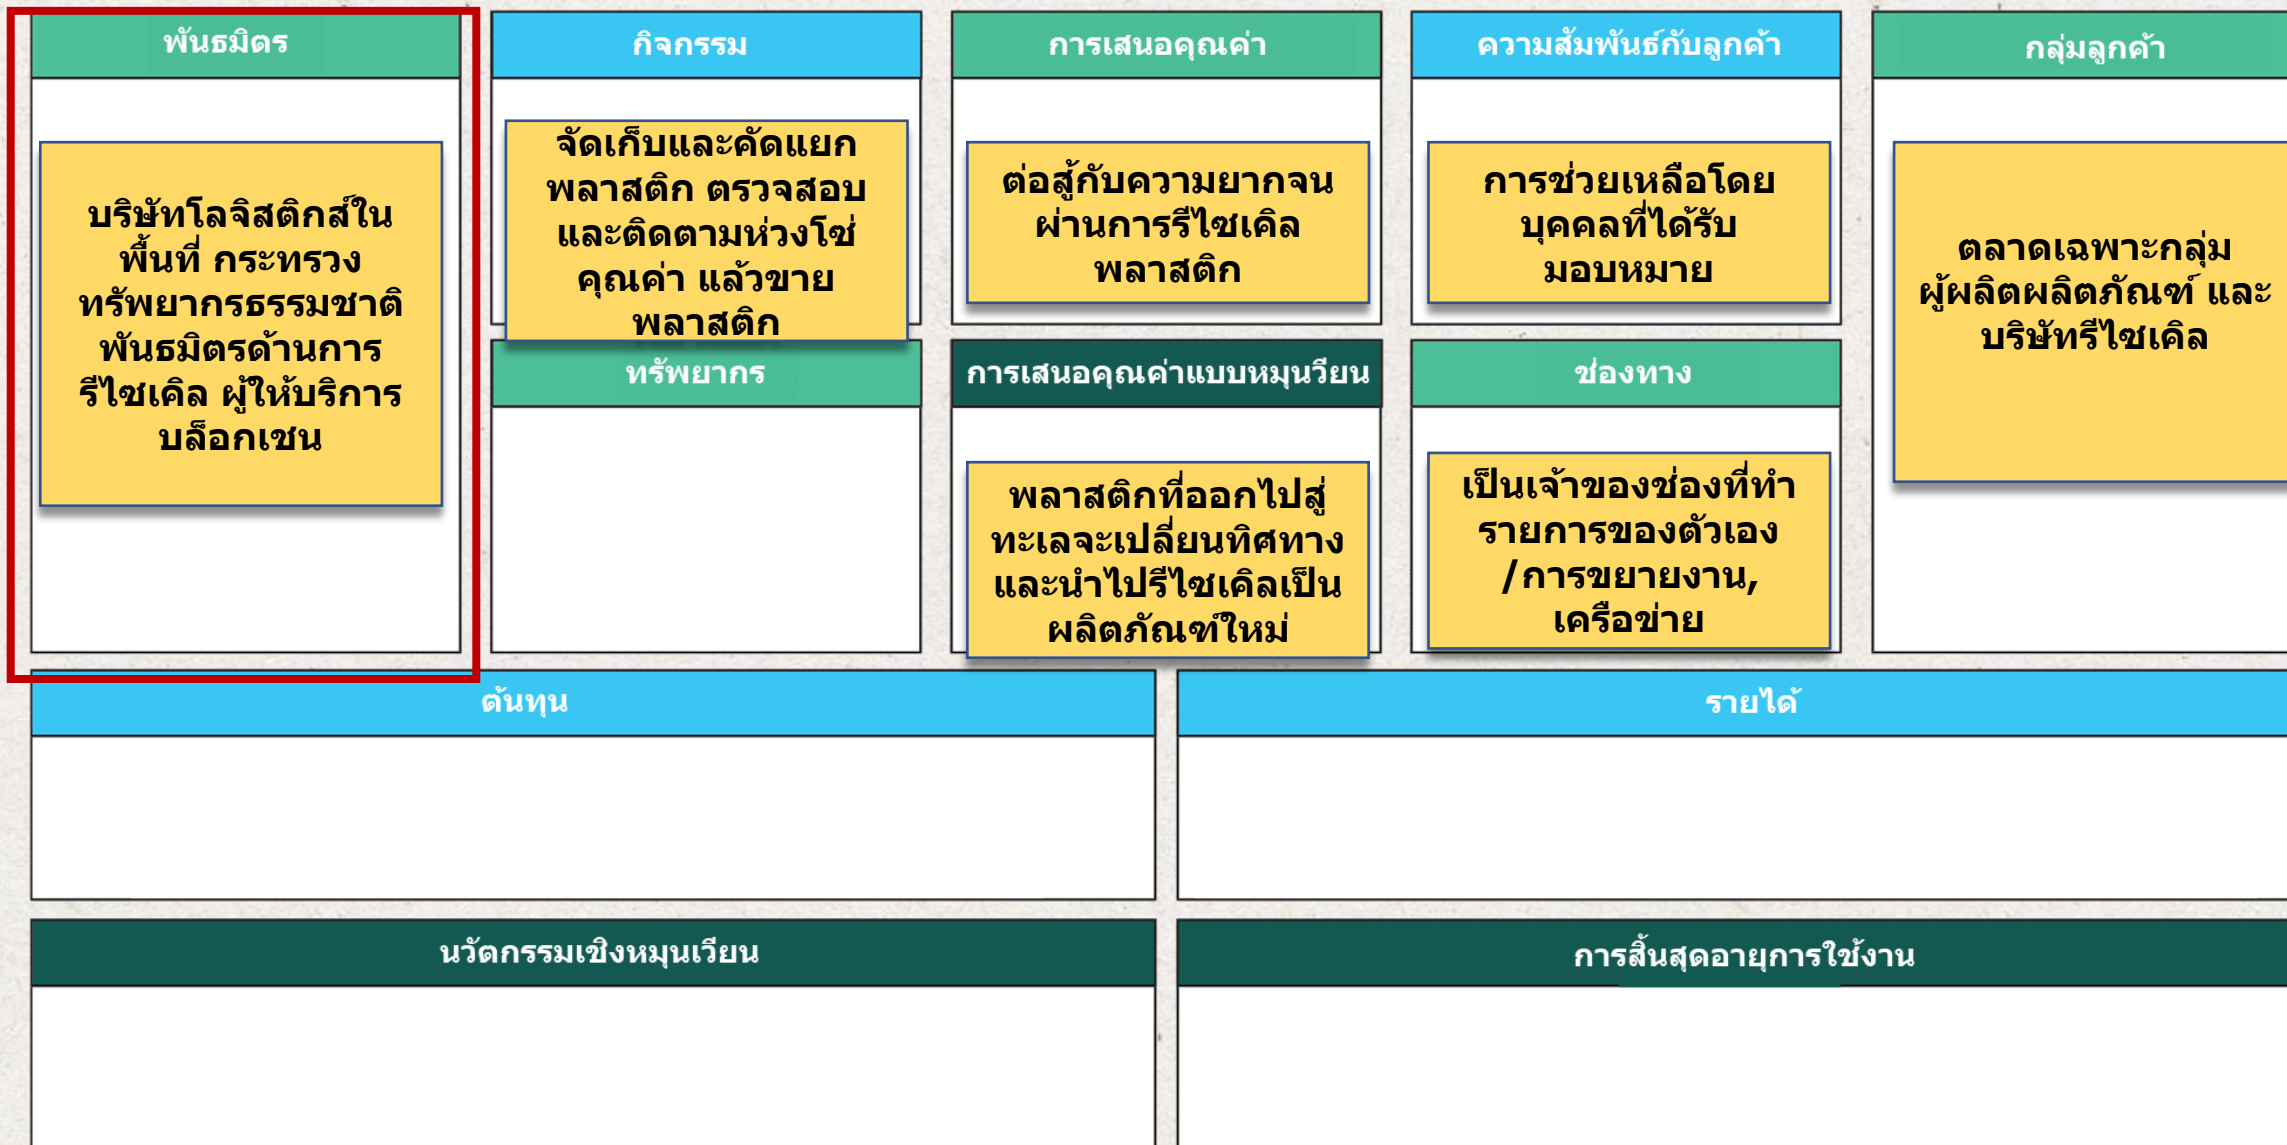 พันธมิตร
บริษัทโลจิสติกส์ใน
พื้นที่ กระทรวง
ทรัพยากรธรรมชาติ
พันธมิตรด้านการ
รีไซเคิล ผู้ให้บริการ
บล็อกเชน
กิจกรรม
จัดเก็บและคัดแยก
พลาสติก ตรวจสอบ
และติดตามห่วงโซ่
คุณค่า แล้วขาย
พลาสติก
ทรัพยากร
การเสนอคุณค่า
ต่อสู้กับความยากจน
ผ่านการรีไซเคิล
พลาสติก
การเสนอคุณค่าแบบหมุนวียน
พลาสติกที่ออกไปสู่
ทะเลจะเปลี่ยนทิศทาง
และนำไปรีไซเคิลเป็น
ผลิตภัณฑ์ใหม่
ความสัมพันธ์กับลูกค้า
การช่วยเหลือโดย
บุคคลที่ได้รับ
มอบหมาย
ช่องทาง
เป็นเจ้าของช่องที่ทำ
รายการของตัวเอง
/การขยายงาน,
เครือข่าย
กลุ่มลูกค้า
ตลาดเฉพาะกลุ่ม
ผู้ผลิตผลิตภัณฑ์ และ
บริษัทรีไซเคิล
ต้นทุน
รายได้
นวัตกรรมเชิงหมุนเวียน
การสิ้นสุดอายุการใช้งาน